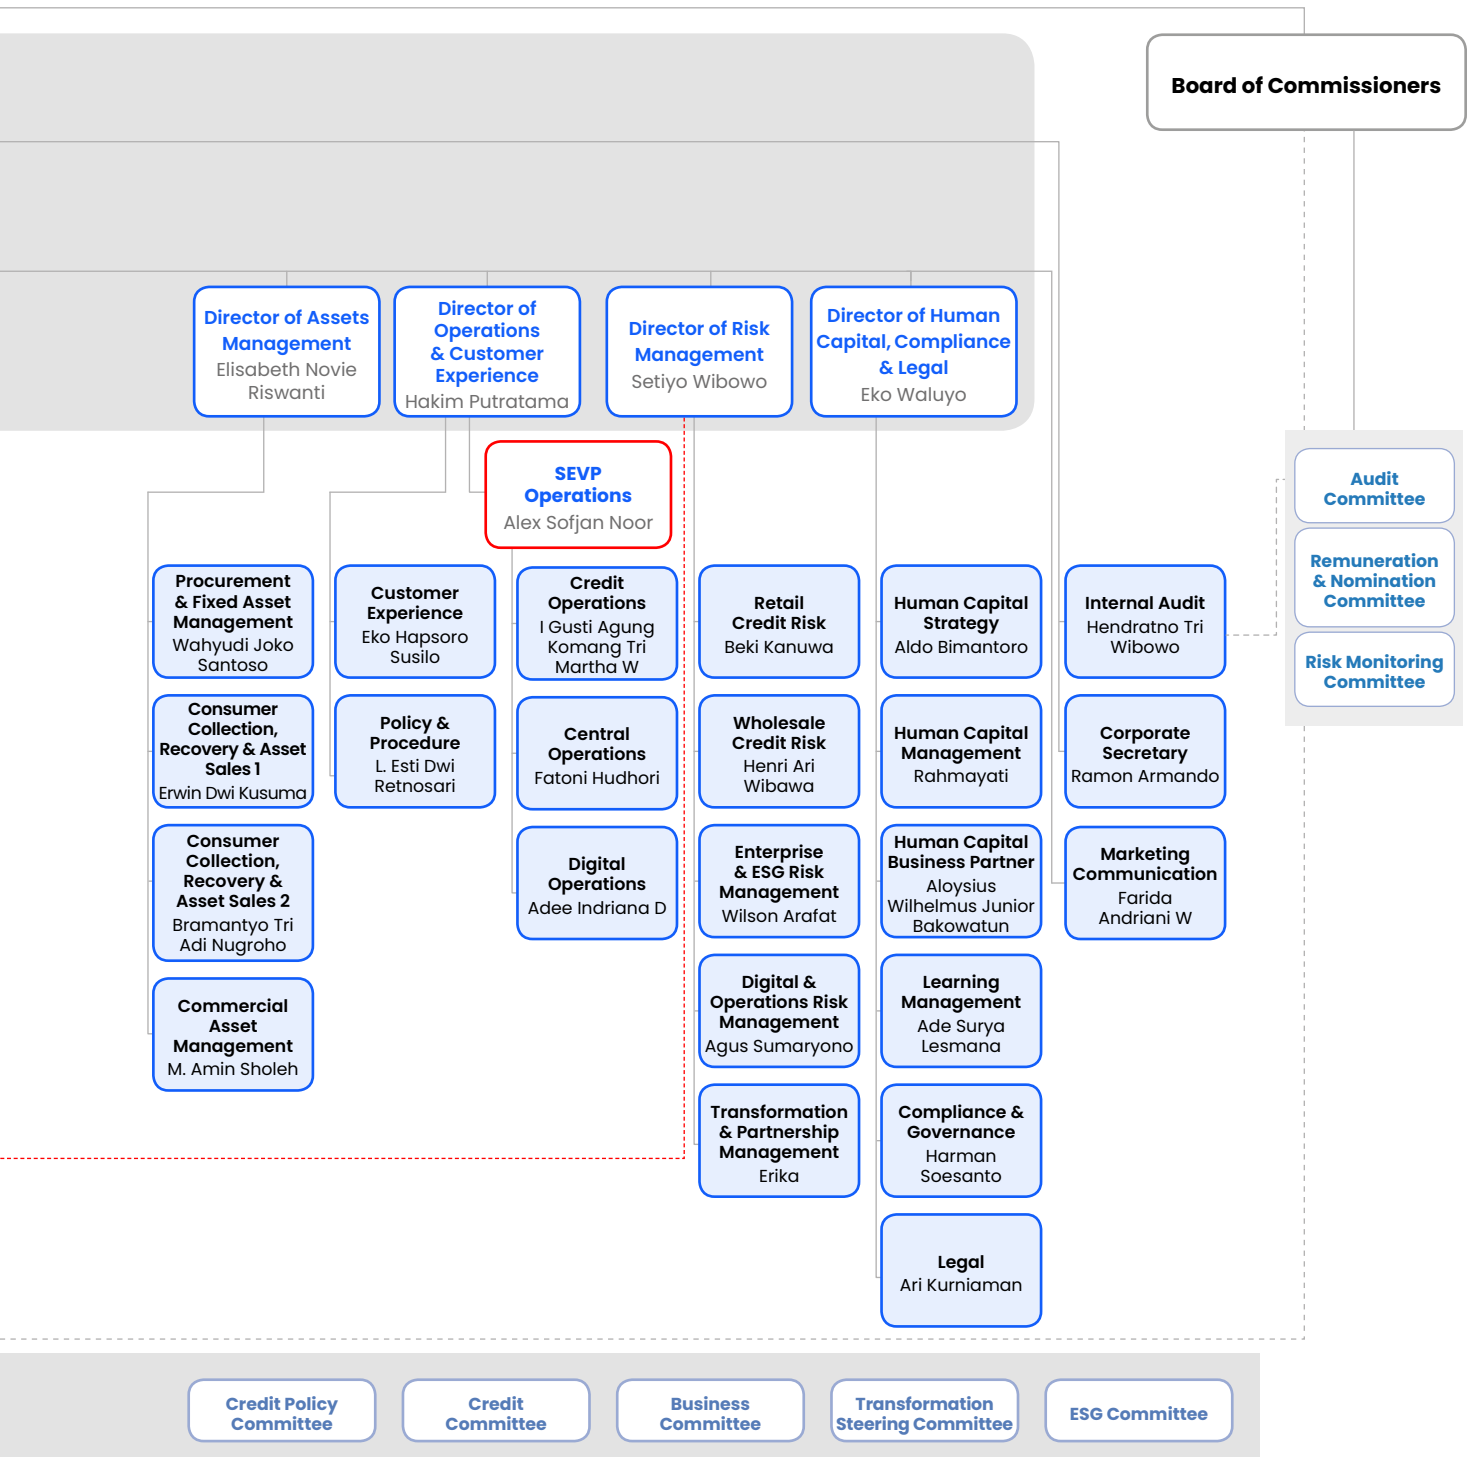 Board of Commissioners
Director of Assets
Management
Elisabeth Novie
Riswanti
Director of
Operations
& Customer
Experience
Hakim Putratama
Director of Risk
Management
Setiyo Wibowo
Director of Human
Capital, Compliance
& Legal
Eko Waluyo
SEVP
Operations
Alex Sofjan Noor
Audit
Committee
Remuneration
& Nomination
Committee
Risk Monitoring
Committee
Procurement
& Fixed Asset
Management
Wahyudi Joko
Santoso
Consumer
Collection,
Recovery & Asset
Sales 1
Erwin Dwi Kusuma
Consumer
Collection,
Recovery &
Asset Sales 2
Bramantyo Tri
Adi Nugroho
Commercial
Asset
Management
M. Amin Sholeh
Customer
Experience
Eko Hapsoro
Susilo
Policy &
Procedure
L. Esti Dwi
Retnosari
Credit
Operations
I Gusti Agung
Komang Tri
Martha W
Central
Operations
Fatoni Hudhori
Digital
Operations
Adee Indriana D
Retail
Credit Risk
Beki Kanuwa
Wholesale
Credit Risk
Henri Ari
Wibawa
Enterprise
& ESG Risk
Management
Wilson Arafat
Digital &
Operations Risk
Management
Agus Sumaryono
Transformation
& Partnership
Management
Erika
Human Capital
Strategy
Aldo Bimantoro
Human Capital
Management
Rahmayati
Human Capital
Business Partner
Aloysius
Wilhelmus Junior
Bakowatun
Learning
Management
Ade Surya
Lesmana
Compliance &
Governance
Harman
Soesanto
Legal
Ari Kurniaman
Internal Audit
Hendratno Tri
Wibowo
Corporate
Secretary
Ramon Armando
Marketing
Communication
Farida
Andriani W
Credit Policy
Committee
Credit
Committee
Business
Committee
Transformation
Steering Committee
ESG Committee